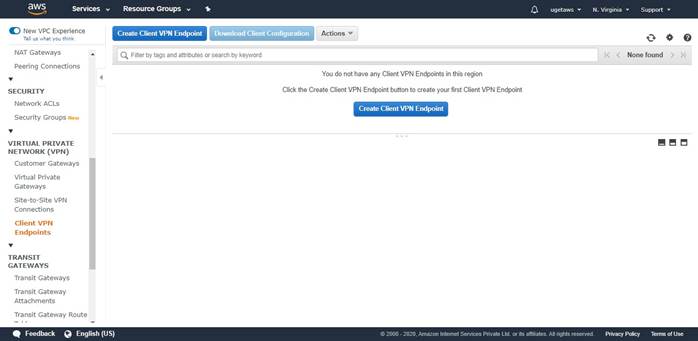 aws
Services
Resource Groups
ugetaws
N. Virginia
Support
New VPC Experience
Tell us what you think
NAT Gateways
Peering Connections
SECURITY
Network ACLs
Security Groups New
VIRTUAL PRIVATE
NETWORK (VPN)
Customer Gateways
Virtual Private
Gateways
Site-to-Site VPN
Connections
Client VPN
Endpoints
TRANSIT
GATEWAYS
Transit Gateways
Transit Gateway
Attachments
Transit Gateway Route
Create Client VPN Endpoint
Download Client Configuration
Actions
Filter by tags and attributes or search by keyword
None found
You do not have any Client VPN Endpoints in this region
Click the Create Client VPN Endpoint button to create your first Client VPN Endpoint
Create Client VPN Endpoint
Feedback
English (US)
© 2008 - 2020, Amazon Internet Services Private Ltd. or its affiliates. All rights reserved.
Privacy Policy
Terms of Use